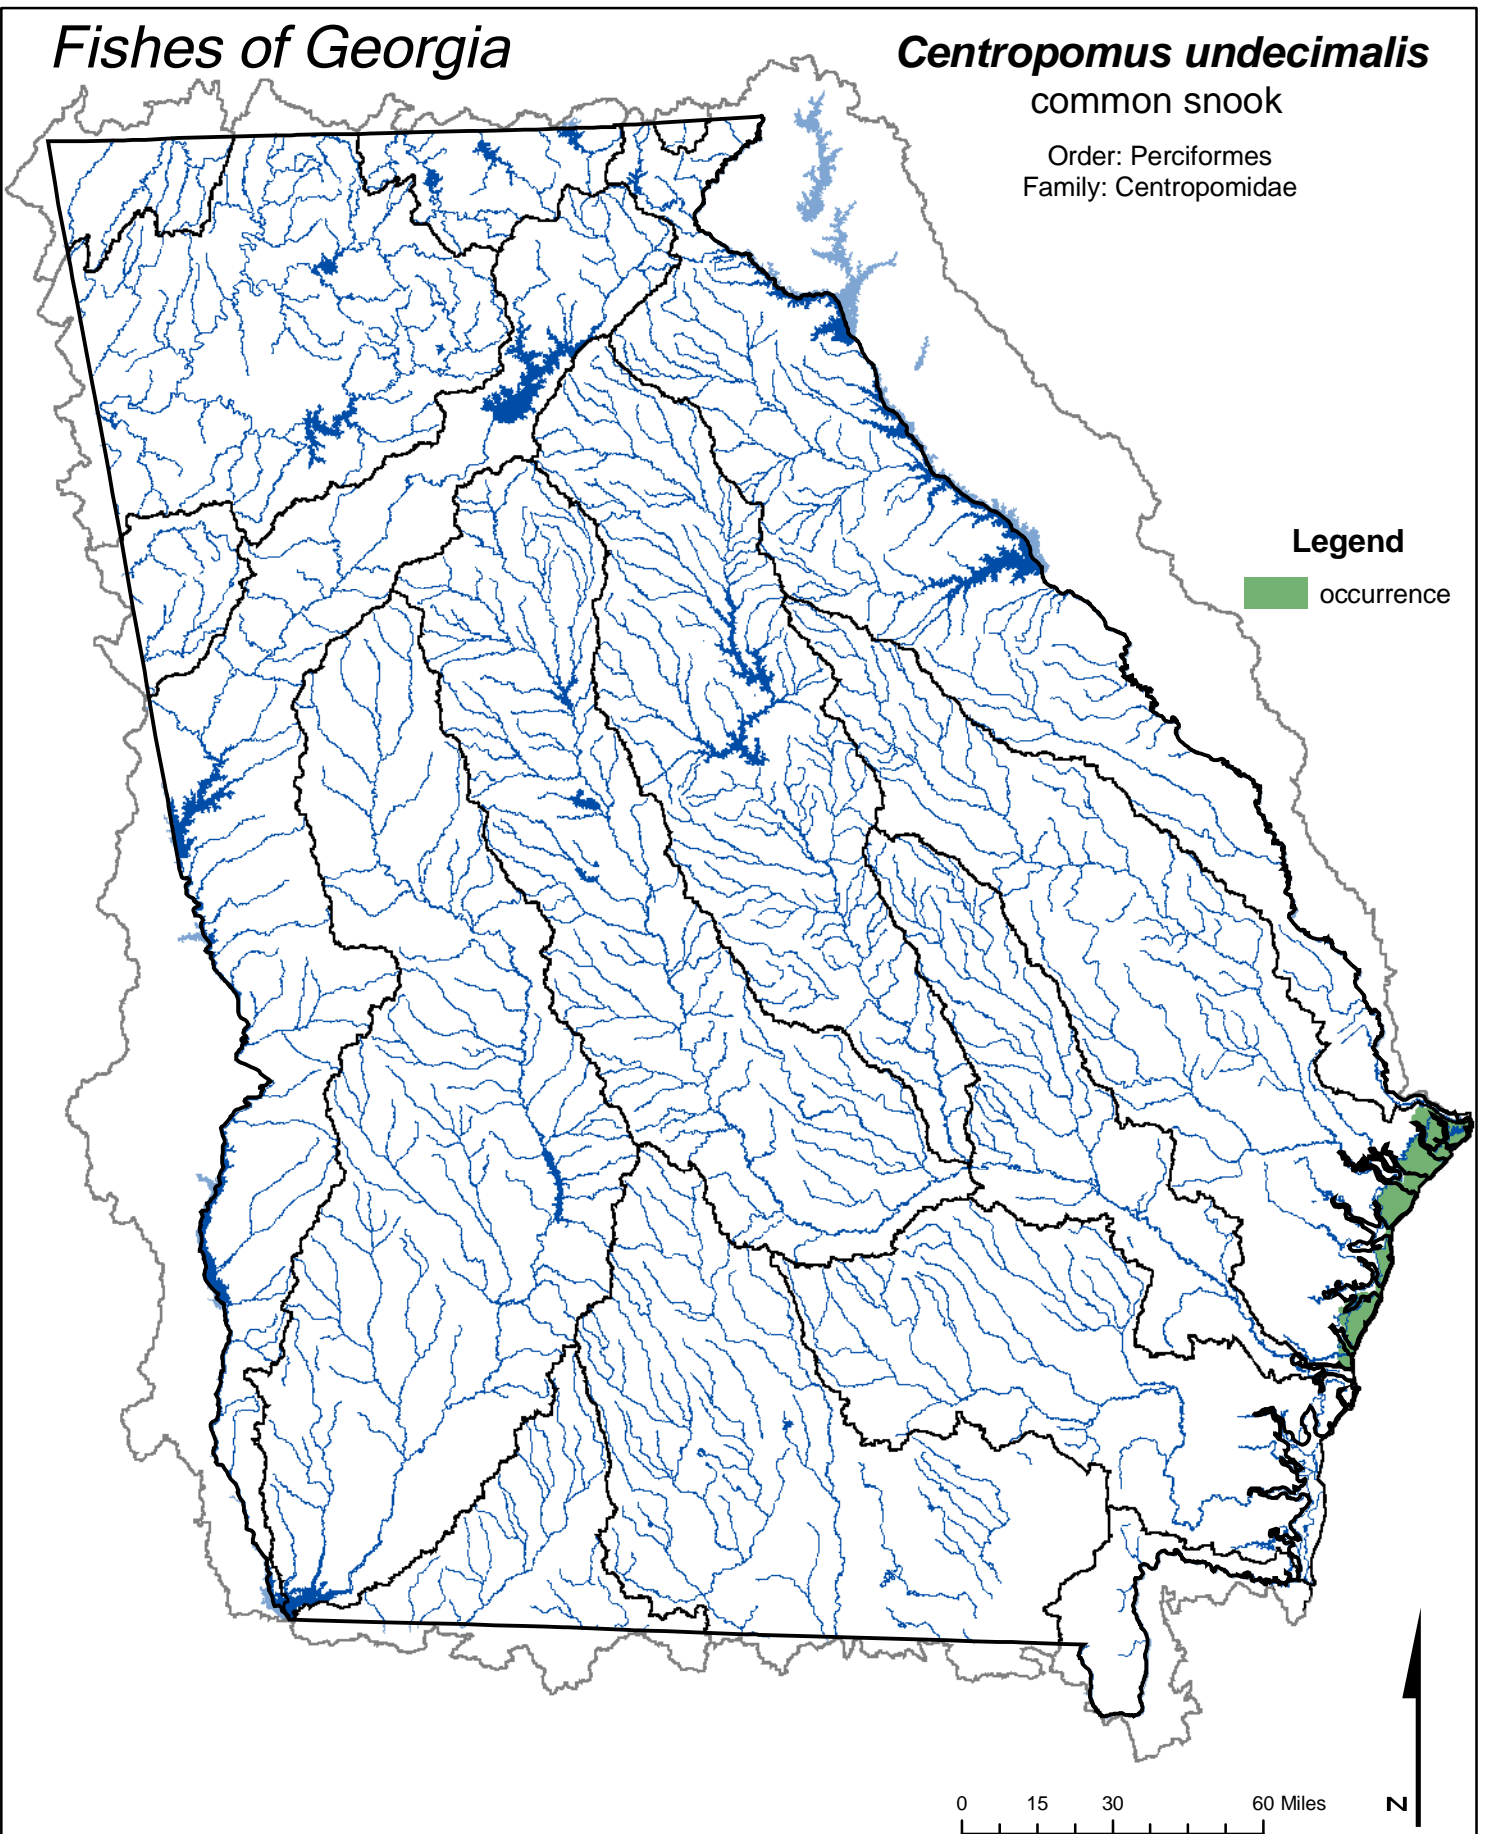 Fishes of Georgia
Centropomus undecimalis
common snook
Order: Perciformes
Family: Centropomidae
Legend
occurrence
0 15 30 60 Miles
N